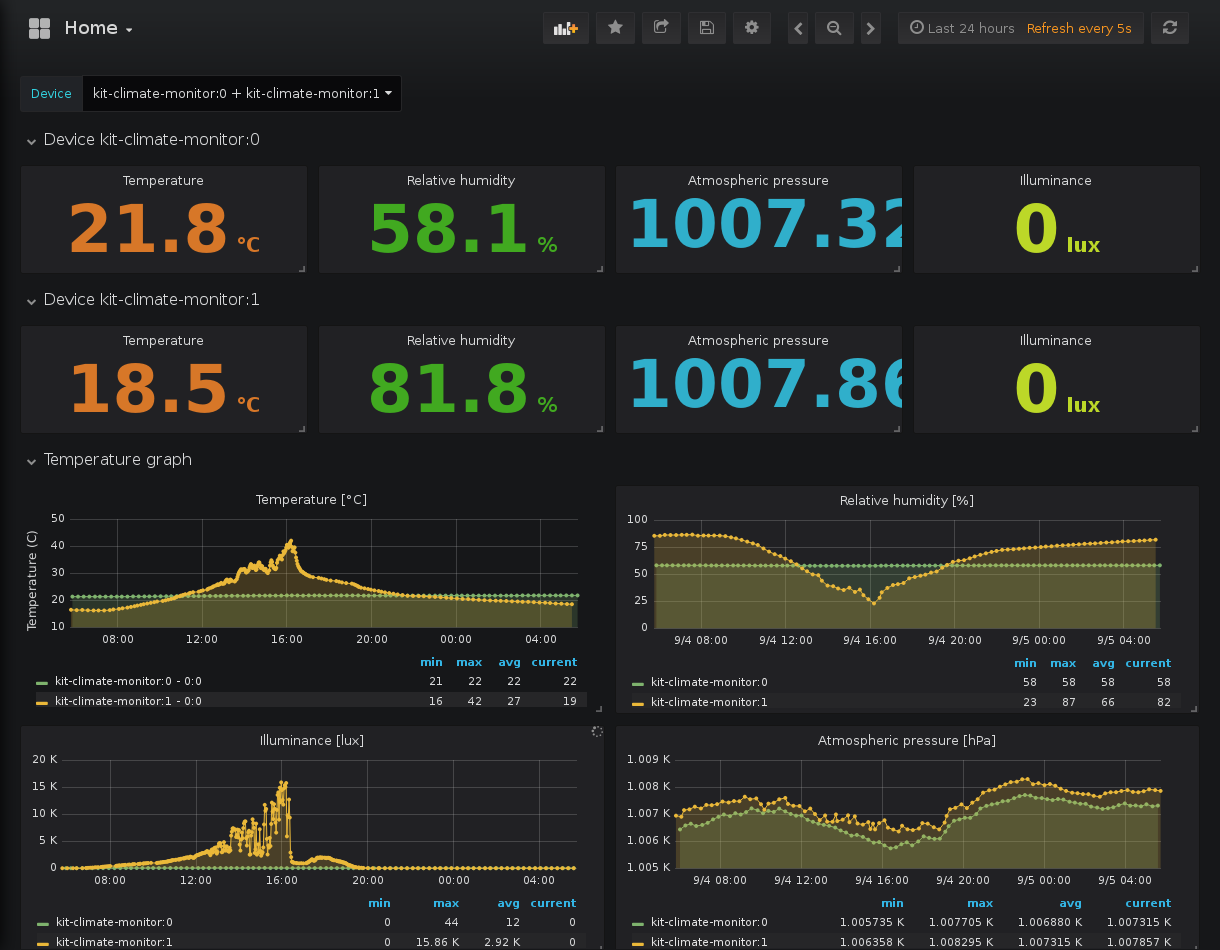 Home
Last 24 hours Refresh every 5s
Device kit-climate-monitor:0 + kit-climate-monitor:1
Device kit-climate-monitor:0
Temperature Relative humidity Atmospheric pressure Illuminance
21.8 °C 58.1 % 1007.32 0 lux
Device kit-climate-monitor:1
Temperature Relative humidity Atmospheric pressure Illuminance
18.5 °C 81.8 % 1007.86 0 lux
Temperature graph
Temperature [°C]
Temperature (C)
50
40
30
20
10
08:00 12:00 16:00 20:00 00:00 04:00
min max avg current
kit-climate-monitor:0 - 0:0 21 22 22 22
kit-climate-monitor:1 - 0:0 16 42 27 19
Relative humidity [%]
100
75
50
25
0
9/4 08:00 9/4 12:00 9/4 16:00 9/4 20:00 9/5 00:00 9/5 04:00
min max avg current
kit-climate-monitor:0 58 58 58 58
kit-climate-monitor:1 23 87 66 82
Illuminance [lux]
20 K
15 K
10 K
5 K
0
08:00 12:00 16:00 20:00 00:00 04:00
min max avg current
kit-climate-monitor:0 0 44 12 0
kit-climate-monitor:1 0 15.86 K 2.92 K 0
Atmospheric pressure [hPa]
1.009 K
1.008 K
1.007 K
1.006 K
1.005 K
9/4 08:00 9/4 12:00 9/4 16:00 9/4 20:00 9/5 00:00 9/5 04:00
min max avg current
kit-climate-monitor:0 1.005735 K 1.007705 K 1.006880 K 1.007315 K
kit-climate-monitor:1 1.006358 K 1.008295 K 1.007315 K 1.007857 K